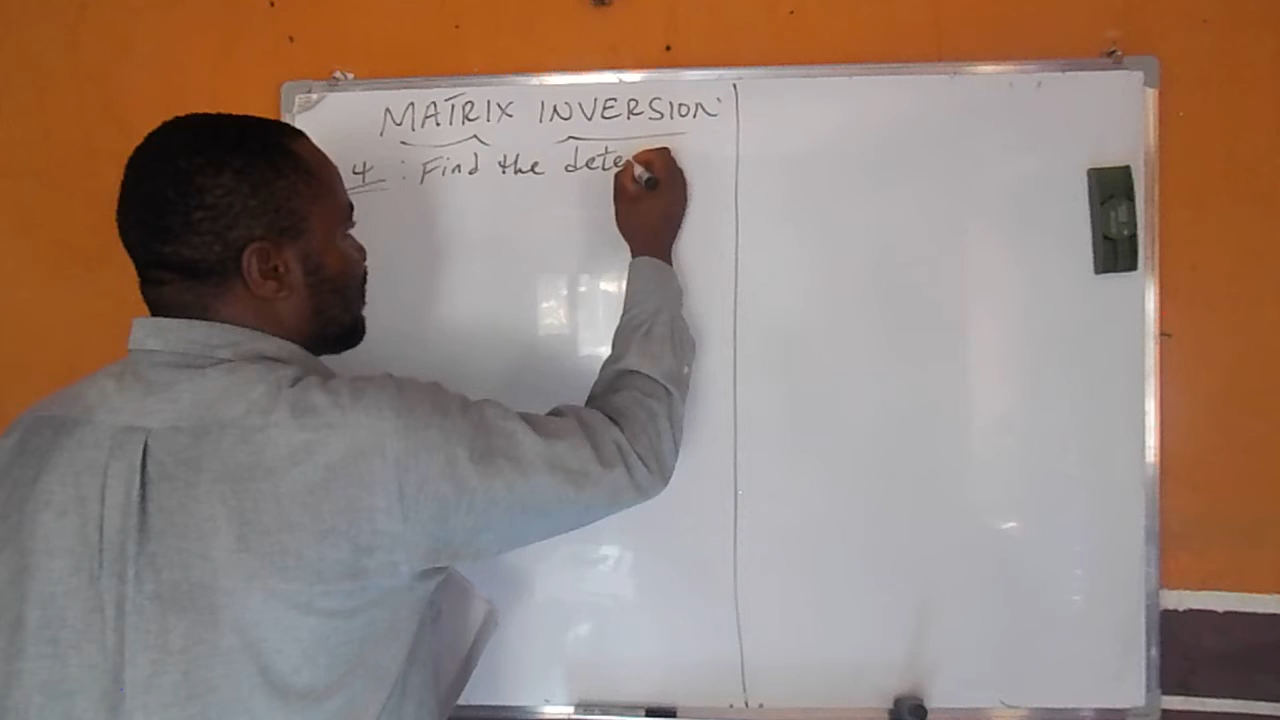 MATRIX INVERSION
4 : Find the dete